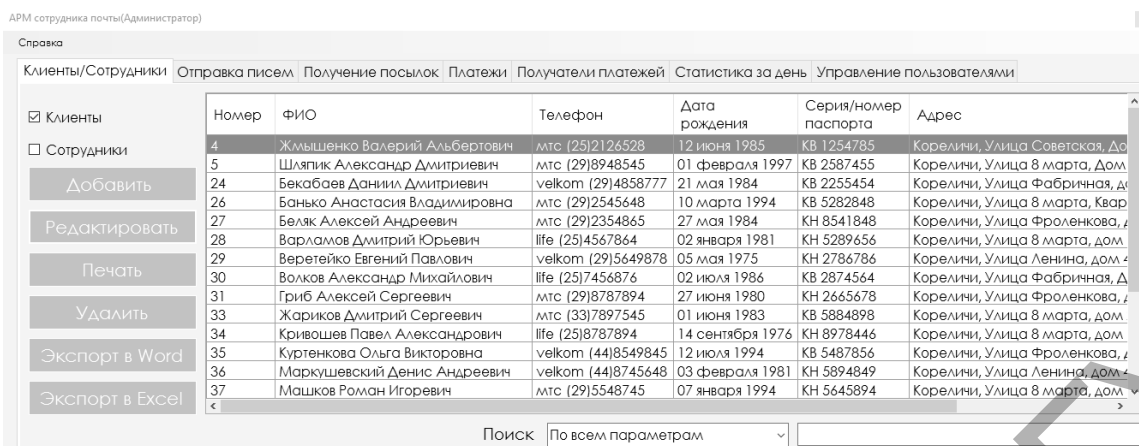 АРМ сотрудника почты(Администратор)
Справка
Клиенты/Сотрудники Отправка писем Получение посылок Платежи Получатели платежей Статистика за день Управление пользователями
Клиенты
Сотрудники
Добавить
Редактировать
Печать
Удалить
Экспорт в Word
Экспорт в Excel
Номер ФИО Телефон Дата рождения Серия/номер паспорта Адрес
4 Жмышенко Валерий Альбертович мтс (25)2126528 12 июня 1985 КВ 1254785 Кореличи, Улица Советская, До
5 Шляпик Александр Дмитриевич мтс (29)8948545 01 февраля 1997 КВ 2587455 Кореличи, Улица 8 марта, Дом
24 Бекабаев Даниил Дмитриевич velkom (29)4858777 21 мая 1984 КВ 2255454 Кореличи, Улица Фабричная, до
26 Банько Анастасия Владимировна мтс (29)2545648 10 марта 1994 КВ 5282848 Кореличи, Улица 8 марта, Квар
27 Беляк Алексей Андреевич мтс (29)2354865 27 мая 1984 КН 8541848 Кореличи, Улица Фроленкова,
28 Варламов Дмитрий Юрьевич life (25)4567864 02 января 1981 КН 5289656 Кореличи, Улица 8 марта, дом
29 Веретейко Евгений Павлович velkom (29)5649878 05 мая 1975 КН 2786786 Кореличи, Улица Ленина, дом 4
30 Волков Александр Михайлович life (25)7456876 02 июля 1986 КВ 2874564 Кореличи, Улица Фабричная, Д
31 Гриб Алексей Сергеевич мтс (29)8787894 27 июня 1980 КН 2665678 Кореличи, Улица Фроленкова,
33 Жариков Дмитрий Сергеевич мтс (33)7897545 01 июня 1983 КВ 5884898 Кореличи, Улица 8 марта, дом
34 Кривошев Павел Александрович life (25)8787894 14 сентября 1976 КН 8978446 Кореличи, Улица 8 марта, дом
35 Куртенкова Ольга Викторовна velkom (44)8549845 12 июля 1994 КВ 5487856 Кореличи, Улица Фроленкова,
36 Маркушевский Денис Андреевич velkom (44)8745648 03 февраля 1981 КН 5894849 Кореличи, Улица Ленина, дом 4
37 Машков Роман Игоревич мтс (29)5548745 07 января 1994 КН 5645894 Кореличи, Улица 8 марта, дом
Поиск По всем параметрам